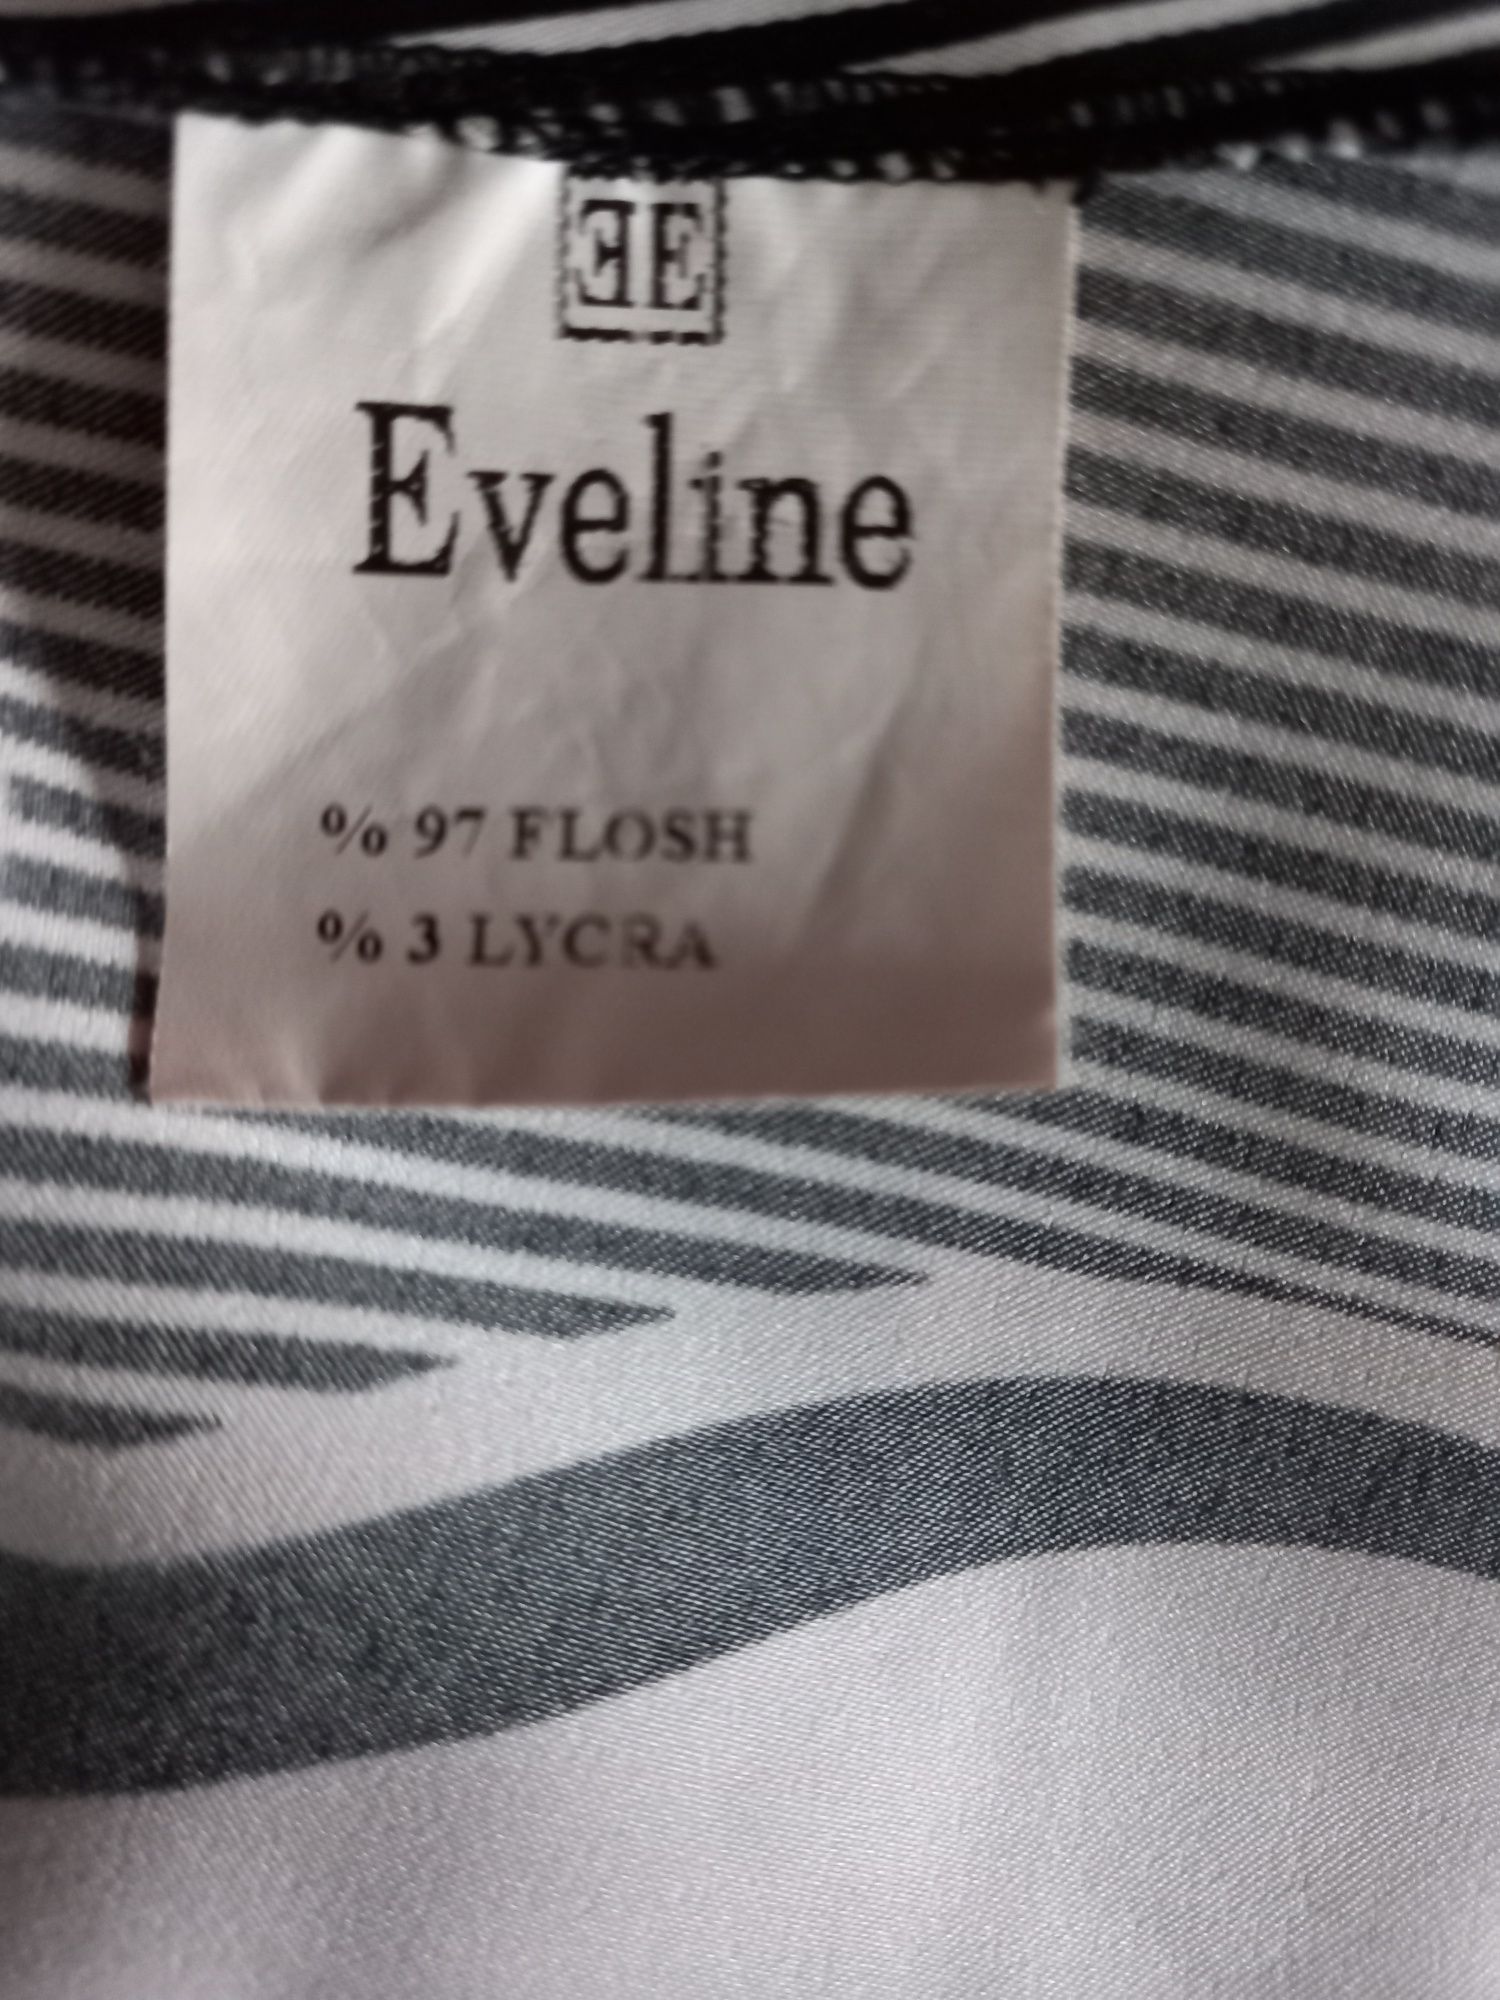 ƎE
Eveline
% 97 FLOSH
% 3 LYCRA